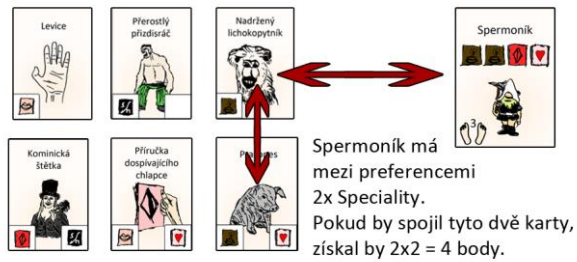 Levice
Přerostlý
přizdisráč
Nadržený
lichokopytník
Spermoník
3
Kominická
štětka
Příručka
dospívajícího
chlapce
Spermoník má
mezi preferencemi
2x Speciality.
Pokud by spojil tyto dvě karty,
získal by 2x2 = 4 body.